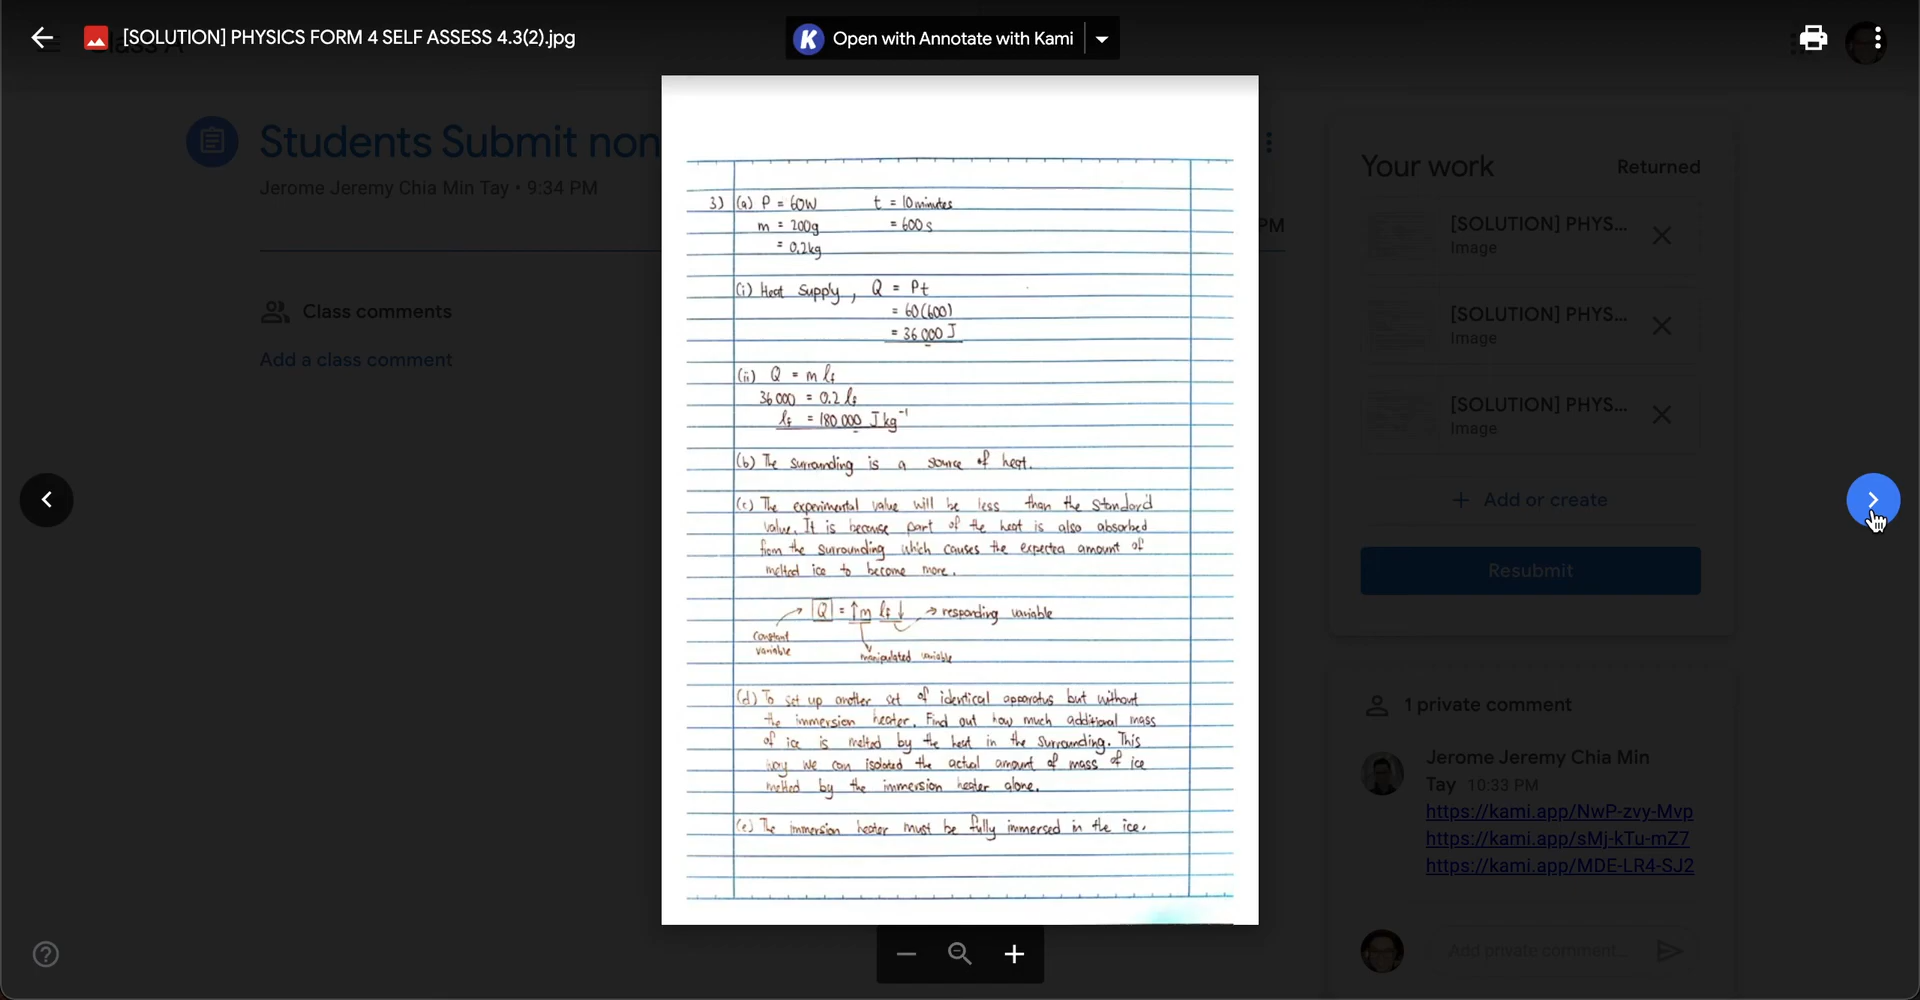 [SOLUTION] PHYSICS FORM 4 SELF ASSESS 4.3(2).jpg
K Open with Annotate with Kami
Students Submit non
Jerome Jeremy Chia Min Tay • 9:34 PM
PM
Class comments
Add a class comment
3) (a) P = 60W t = 10 minutes
m = 200g = 600 s
= 0.2kg
(i) Heat Supply, Q = Pt
= 60(600)
= 36 000 J
(ii) Q = m lf
36 000 = 0.2 lf
lf = 180 000 J kg⁻¹
(b) The surrounding is a source of heat.
(c) The experimental value will be less than the standard
value. It is because part of the heat is also absorbed
from the surrounding which causes the expected amount of
melted ice to become more.
Q = ↑m lf ↓ → responding variable
constant
variable
manipulated variable
(d) To set up another set of identical apparatus but without
the immersion heater. Find out how much additional mass
of ice is melted by the heat in the surrounding. This
way we can isolated the actual amount of mass of ice
melted by the immersion heater alone.
(e) The immersion heater must be fully immersed in the ice.
Your work Returned
[SOLUTION] PHYS...
Image
[SOLUTION] PHYS...
Image
[SOLUTION] PHYS...
Image
+ Add or create
Resubmit
1 private comment
Jerome Jeremy Chia Min
Tay 10:33 PM
https://kami.app/NwP-zvy-Mvp
https://kami.app/sMj-kTu-mZ7
https://kami.app/MDE-LR4-SJ2
Add private comment...